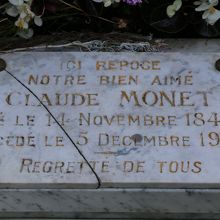 ICI REPOSE
NOTRE BIEN AIMÉ
CLAUDE MONET
LE 14 NOVEMBRE 184
LE 5 DÉCEMBRE 19
REGRETTÉ DE TOUS